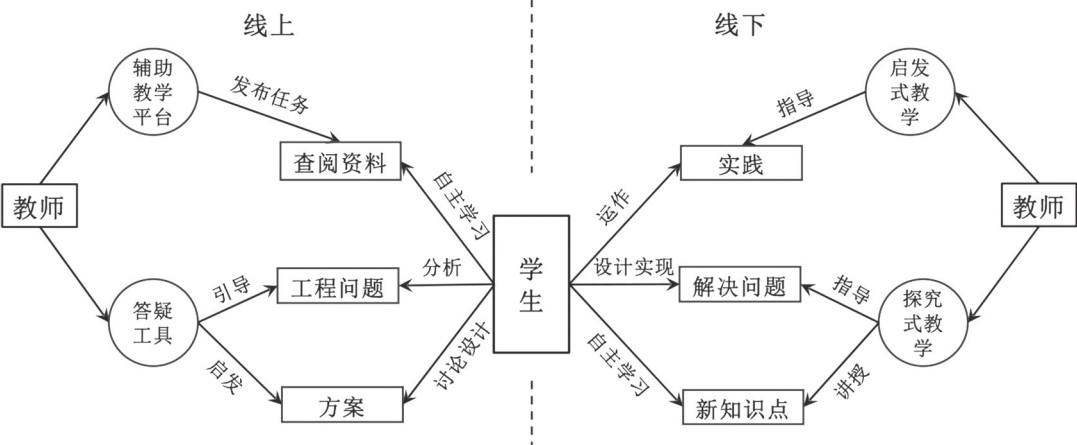 线上
线下
辅助
教学
平台
发布任务
查阅资料
教师
自主学习
答疑
工具
引导
工程问题
分析
启发
方案
讨论设计
学
生
启发
式教
学
指导
实践
运作
教师
设计实现
解决问题
指导
探究
式教
学
自主学习
新知识点
讲授